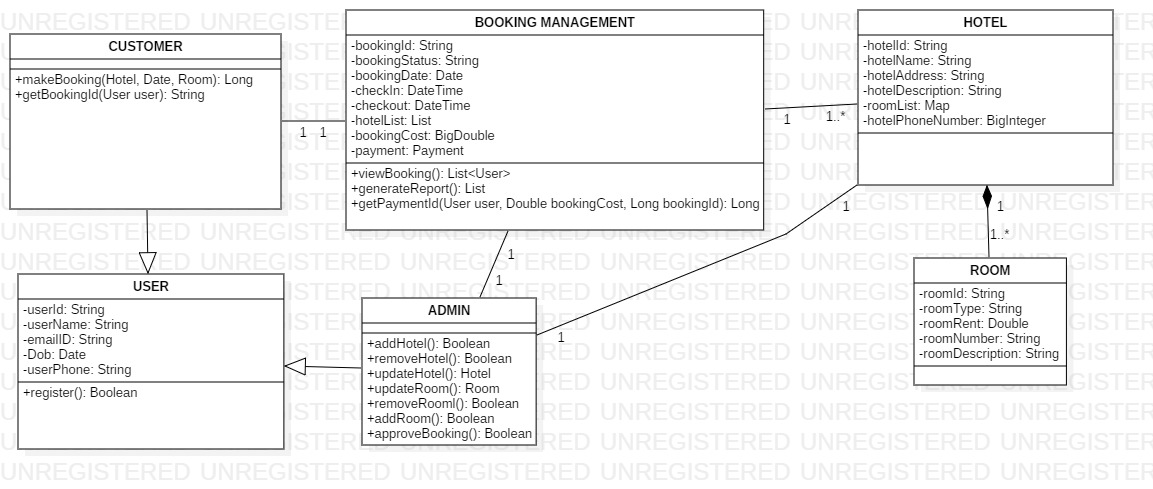 CUSTOMER
+makeBooking(Hotel, Date, Room): Long
+getBookingId(User user): String
1
1
BOOKING MANAGEMENT
-bookingId: String
-bookingStatus: String
-bookingDate: Date
-checkIn: DateTime
-checkout: DateTime
-hotelList: List
-bookingCost: BigDouble
-payment: Payment
+viewBooking(): List<User>
+generateReport(): List
+getPaymentId(User user, Double bookingCost, Long bookingId): Long
1
1..*
HOTEL
-hotelId: String
-hotelName: String
-hotelAddress: String
-hotelDescription: String
-roomList: Map
-hotelPhoneNumber: BigInteger
1
1
1..*
1
1
1
USER
-userId: String
-userName: String
-emailID: String
-Dob: Date
-userPhone: String
+register(): Boolean
ADMIN
+addHotel(): Boolean
+removeHotel(): Boolean
+updateHotel(): Hotel
+updateRoom(): Room
+removeRooml(): Boolean
+addRoom(): Boolean
+approveBooking(): Boolean
ROOM
-roomId: String
-roomType: String
-roomRent: Double
-roomNumber: String
-roomDescription: String
UNREGISTERED